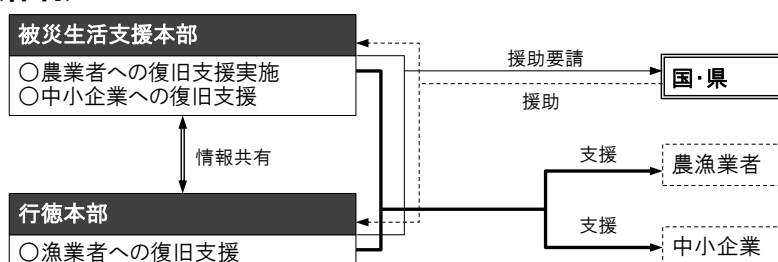 被災生活支援本部
○農業者への復旧支援実施
○中小企業への復旧支援
援助要請
国・県
援助
情報共有
支援
農漁業者
行徳本部
○漁業者への復旧支援
支援
中小企業